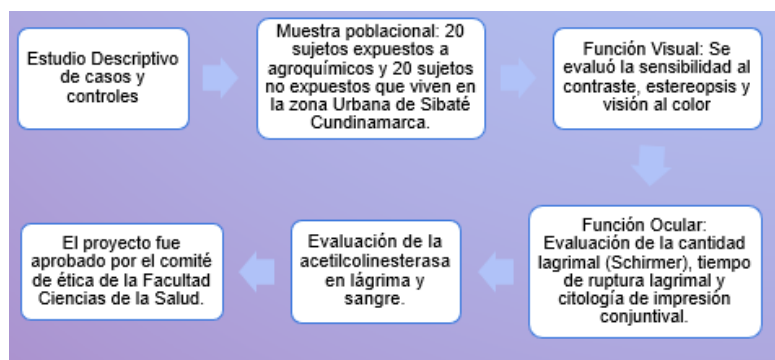 Estudio Descriptivo
de casos y
controles
Muestra poblacional: 20
sujetos expuestos a
agroquímicos y 20 sujetos
no expuestos que viven en
la zona Urbana de Sibaté
Cundinamarca.
Función Visual: Se
evaluó la sensibilidad al
contraste, estereopsis y
visión al color
Función Ocular:
Evaluación de la cantidad
lagrimal (Schirmer), tiempo
de ruptura lagrimal y
citología de impresión
conjuntival.
Evaluación de la
acetilcolinesterasa
en lágrima y
sangre.
El proyecto fue
aprobado por el comité
de ética de la Facultad
Ciencias de la Salud.